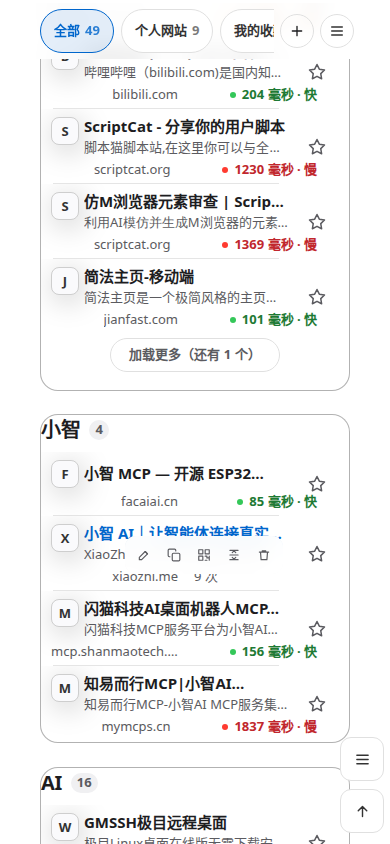 全部 49
个人网站 9
我的收
哔哩哔哩（bilibili.com)是国内知...
bilibili.com
204 毫秒 · 快
S
ScriptCat - 分享你的用户脚本
脚本猫脚本站,在这里你可以与全...
scriptcat.org
1230 毫秒 · 慢
S
仿M浏览器元素审查 | Scrip...
利用AI模仿并生成M浏览器的元素...
scriptcat.org
1369 毫秒 · 慢
J
简法主页-移动端
简法主页是一个极简风格的主页...
jianfast.com
101 毫秒 · 快
加载更多（还有 1 个）
小智 4
F
小智 MCP — 开源 ESP32...
facaiai.cn
85 毫秒 · 快
X
小智 AI｜让智能体连接真实...
XiaoZh
xiaozhi.me
9 次
M
闪猫科技AI桌面机器人MCP...
闪猫科技MCP服务平台为小智AI...
mcp.shanmaotech....
156 毫秒 · 快
M
知易而行MCP|小智AI...
知易而行MCP-小智AI MCP服务集...
mymcps.cn
1837 毫秒 · 慢
AI 16
W
GMSSH极目远程桌面